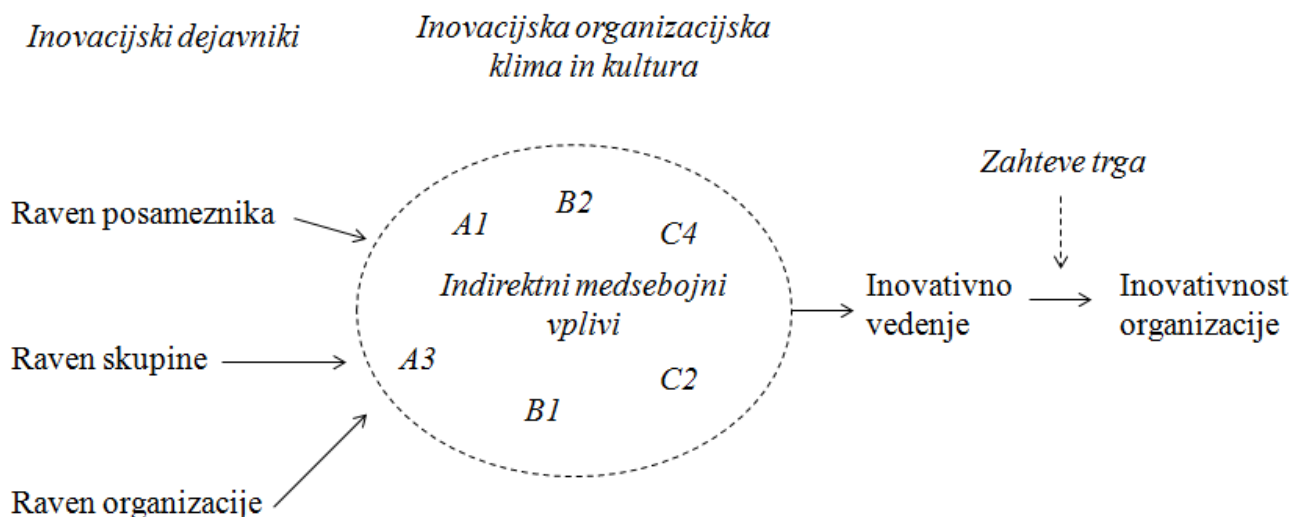 Inovacijski dejavniki
Inovacijska organizacijska
klima in kultura
Zahteve trga
Raven posameznika
A1
B2
C4
Indirektni medsebojni
vplivi
Inovativno
vedenje
Inovativnost
organizacije
Raven skupine
A3
B1
C2
Raven organizacije